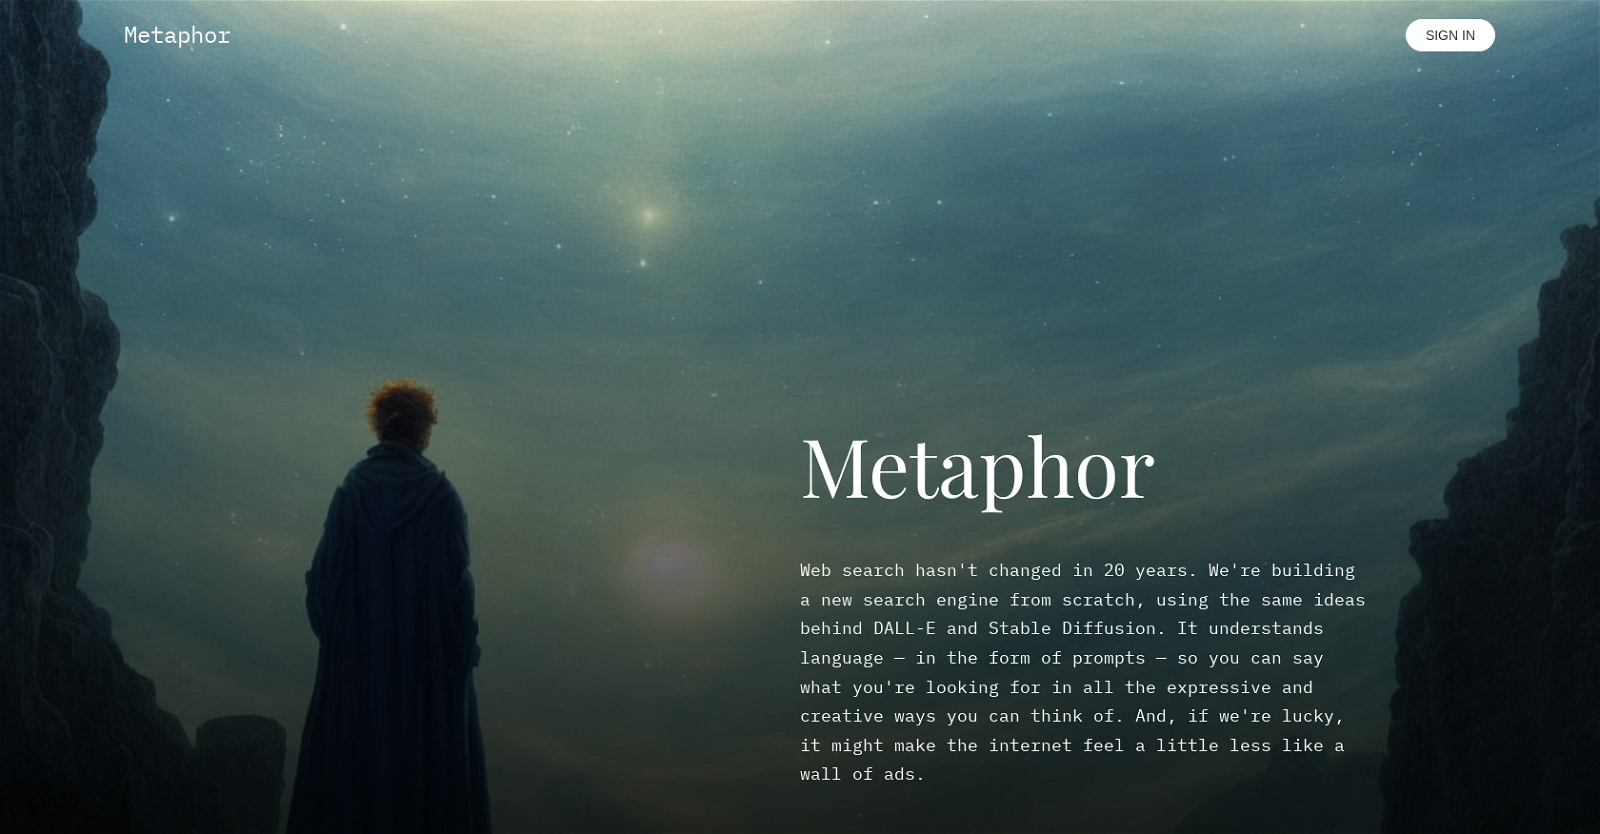 Metaphor
SIGN IN
Metaphor
Web search hasn't changed in 20 years. We're building
a new search engine from scratch, using the same ideas
behind DALL-E and Stable Diffusion. It understands
language — in the form of prompts — so you can say
what you're looking for in all the expressive and
creative ways you can think of. And, if we're lucky,
it might make the internet feel a little less like a
wall of ads.